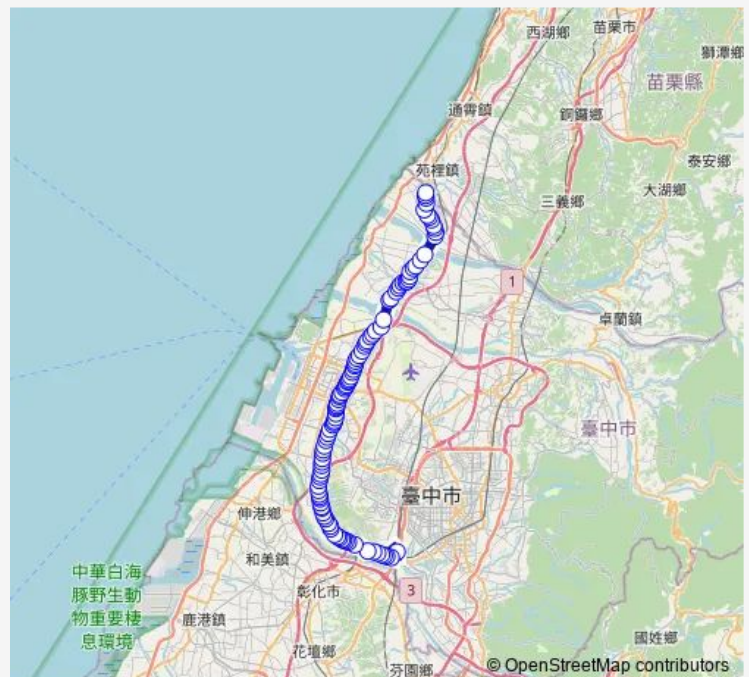 西湖鄉
苗栗市
獅潭鄉
苗栗縣
通霄鎮
銅鑼鄉
泰安鄉
苑裡鎮
大湖鄉
三義鄉
1
卓蘭鎮
臺中市
臺中市
伸港鄉
和美鎮
中華白海
豚野生動
物重要棲
息環境
彰化市
3
鹿港鎮
花壇鄉
國姓鄉
芬園鄉
© OpenStreetMap contributors